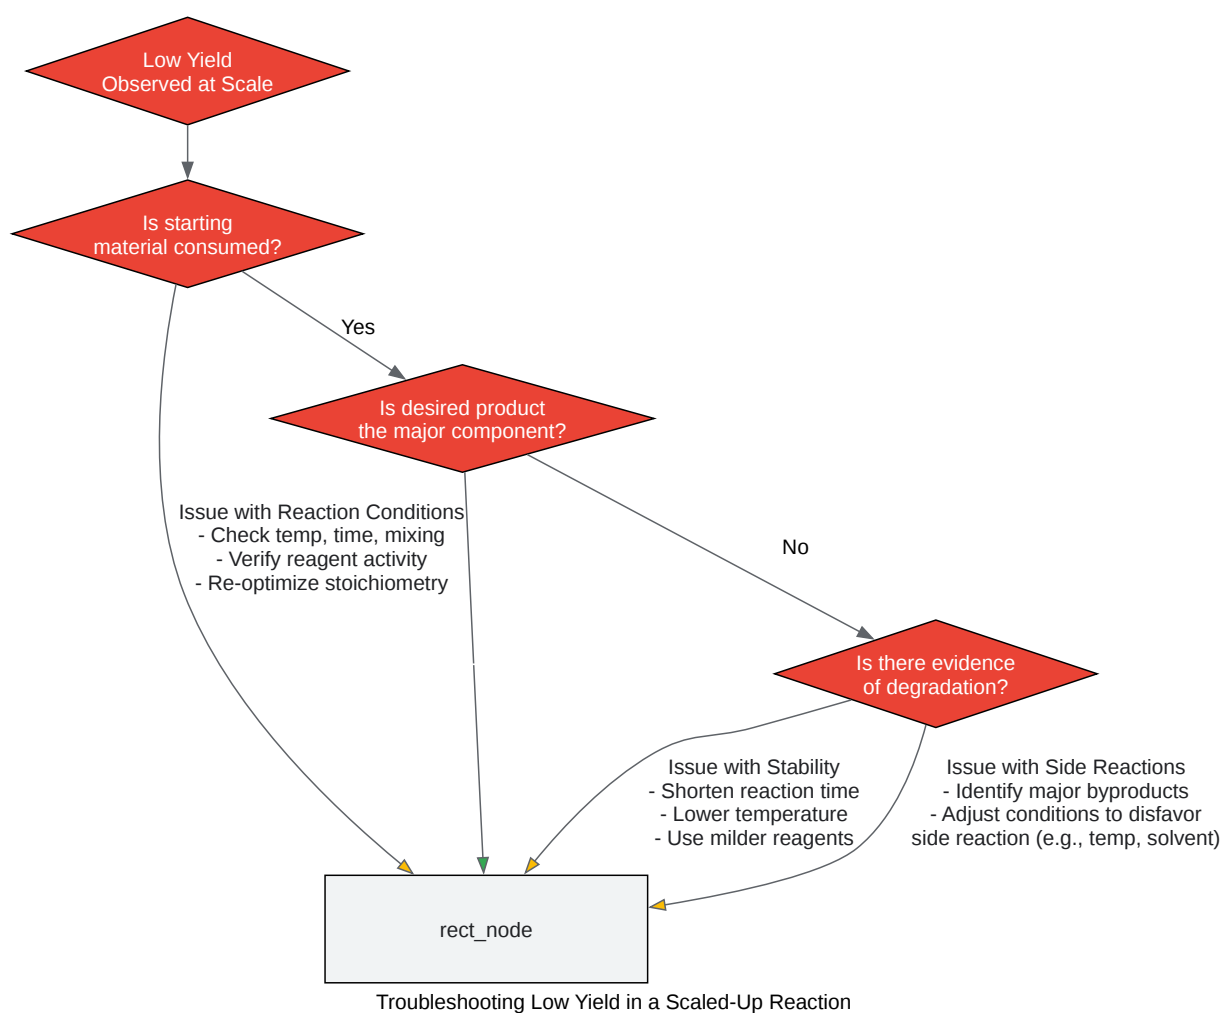 Low Yield
Observed at Scale
Is starting
material consumed?
Yes
Is desired product
the major component?
Issue with Reaction Conditions
- Check temp, time, mixing
- Verify reagent activity
- Re-optimize stoichiometry
No
Is there evidence
of degradation?
Issue with Stability
- Shorten reaction time
- Lower temperature
- Use milder reagents
Issue with Side Reactions
- Identify major byproducts
- Adjust conditions to disfavor
side reaction (e.g., temp, solvent)
rect_node
Troubleshooting Low Yield in a Scaled-Up Reaction